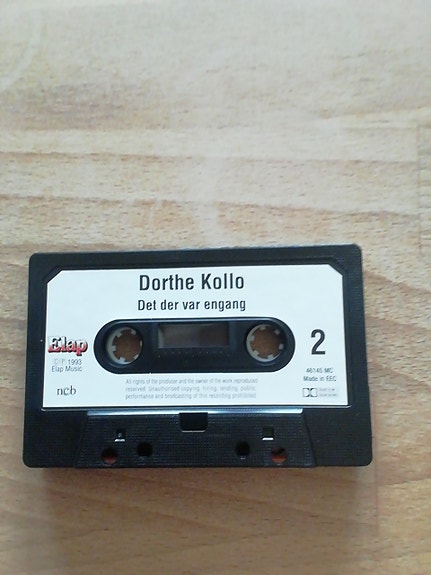 Dorthe Kollo
Det der var engang
Elap
© ℗ 1993
Elap Music
2
46145 MC
Made in EEC
ncb
All rights of the producer and the owner of the work reproduced
reserved. Unauthorised copying, hiring, lending, public
performance and brodcasting of this recording prohibited